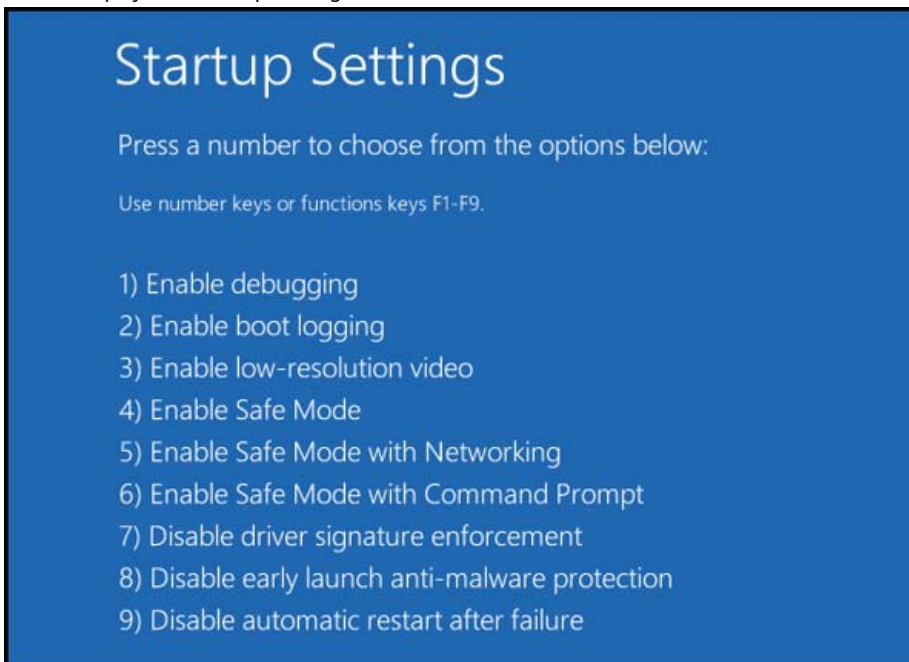 Startup Settings
Press a number to choose from the options below:
Use number keys or functions keys F1-F9.
1) Enable debugging
2) Enable boot logging
3) Enable low-resolution video
4) Enable Safe Mode
5) Enable Safe Mode with Networking
6) Enable Safe Mode with Command Prompt
7) Disable driver signature enforcement
8) Disable early launch anti-malware protection
9) Disable automatic restart after failure